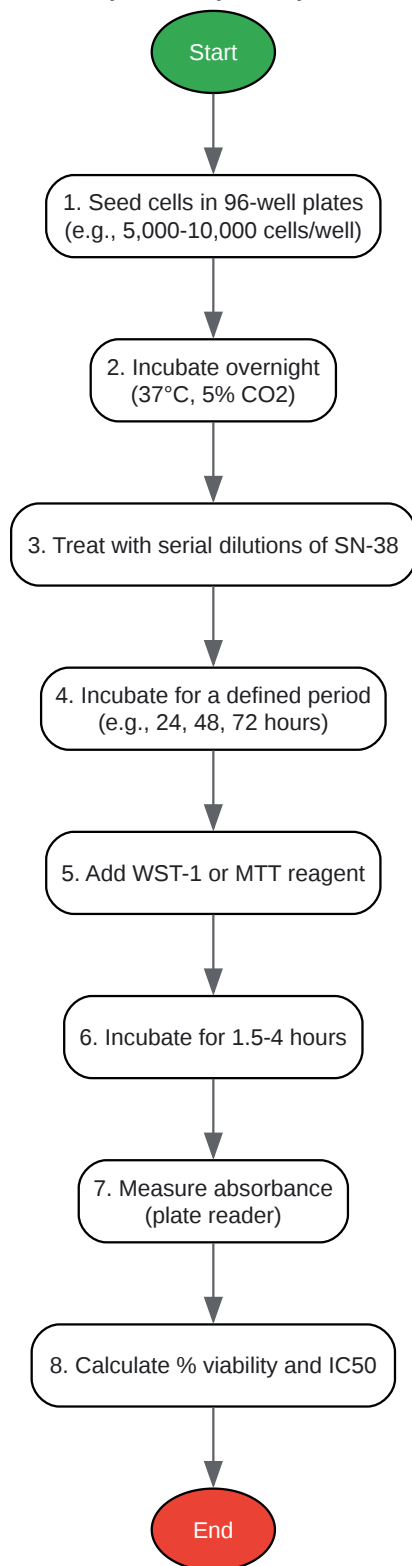 Start
1. Seed cells in 96-well plates
(e.g., 5,000-10,000 cells/well)
2. Incubate overnight
(37°C, 5% CO2)
3. Treat with serial dilutions of SN-38
4. Incubate for a defined period
(e.g., 24, 48, 72 hours)
5. Add WST-1 or MTT reagent
6. Incubate for 1.5-4 hours
7. Measure absorbance
(plate reader)
8. Calculate % viability and IC50
End